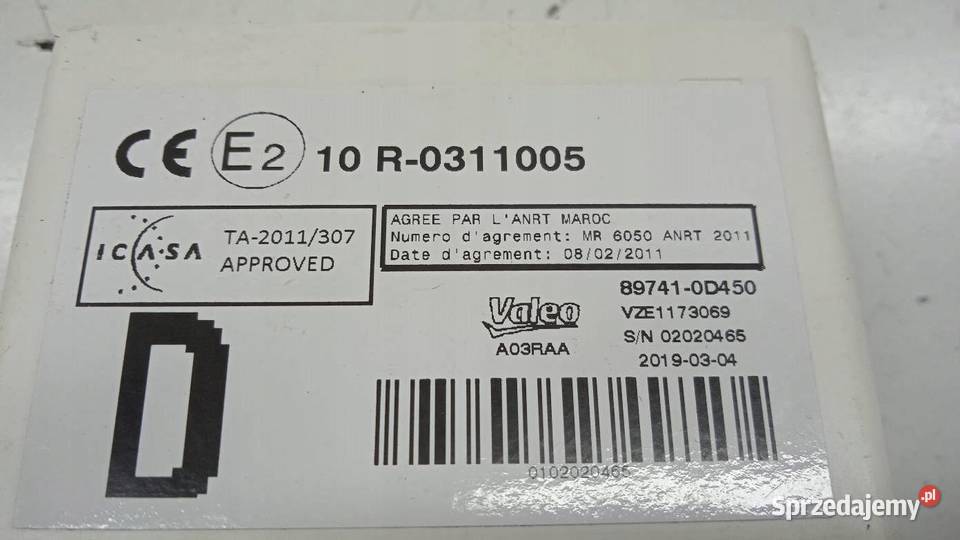 CE E2 10 R-0311005
ICASA TA-2011/307
APPROVED
AGREE PAR L'ANRT MAROC
Numero d'agrement: MR 6050 ANRT 2011
Date d'agrement: 08/02/2011
89741-0D450
Valeo VZE1173069
S/N 02020465
A03RAA 2019-03-04
D
0102020465
Sprzedajemy.pl